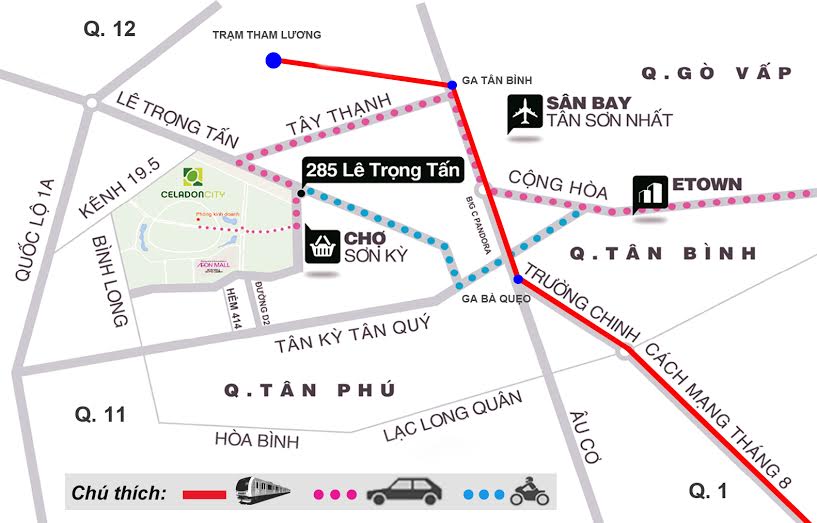 Q. 12
TRẠM THAM LƯƠNG
GA TÂN BÌNH
Q.GÒ VẤP
LÊ TRỌNG TẤN
TÂY THẠNH
SÂN BAY
TÂN SƠN NHẤT
285 Lê Trọng Tấn
KÊNH 19.5
CELADONCITY
CỘNG HÒA
ETOWN
QUỐC LỘ 1A
Phòng kinh doanh
B/G C PANDORA
BÌNH LONG
CHỢ
SƠN KỲ
AEON MALL
Q.TÂN BÌNH
HẺM 414
ĐƯỜNG D2
GA BÀ QUẸO
TRƯỜNG CHINH
TÂN KỲ TÂN QUÝ
Q.TÂN PHÚ
CÁCH MẠNG THÁNG 8
Q. 11
HÒA BÌNH
LẠC LONG QUÂN
ÂU CƠ
Q. 1
Chú thích: